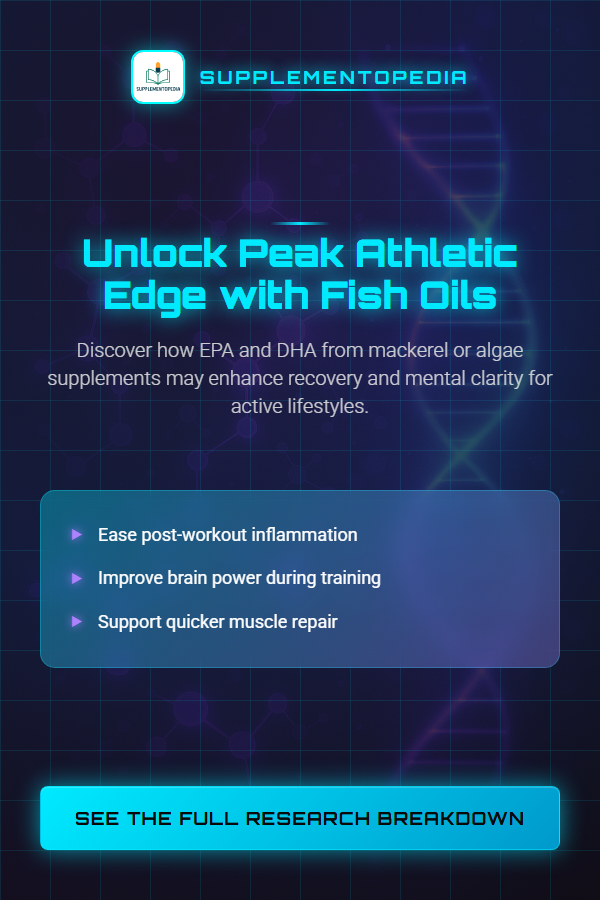 SUPPLEMENTOPEDIA
SUPPLEMENTOPEDIA
Unlock Peak Athletic
Edge with Fish Oils
Discover how EPA and DHA from mackerel or algae
supplements may enhance recovery and mental clarity for
active lifestyles.
Ease post-workout inflammation
Improve brain power during training
Support quicker muscle repair
SEE THE FULL RESEARCH BREAKDOWN